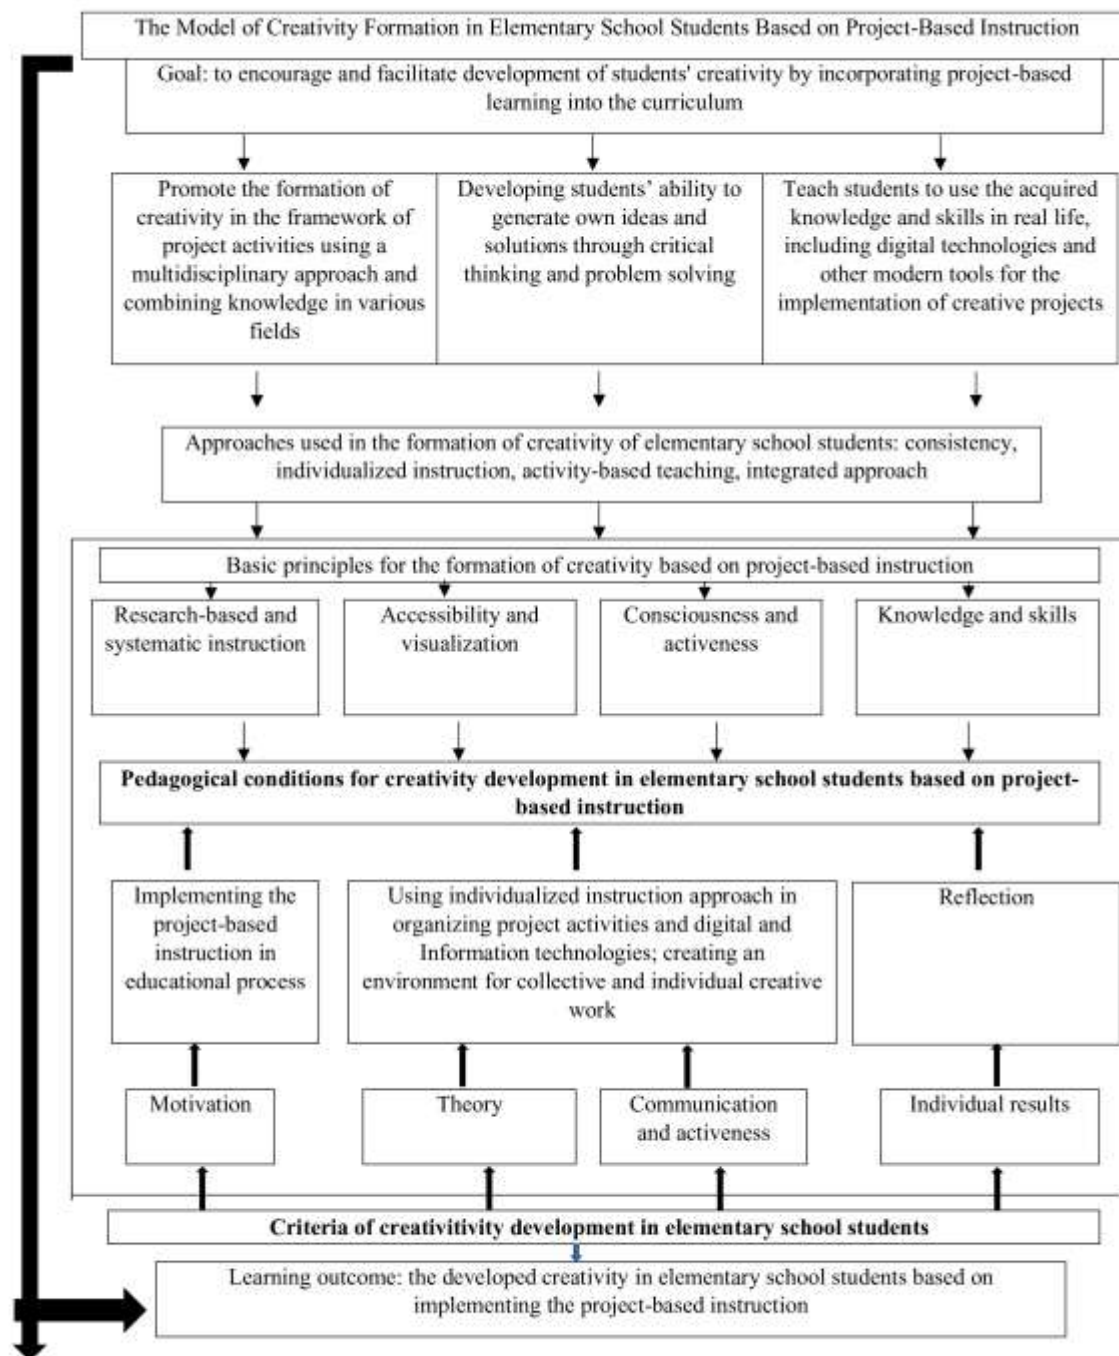 The Model of Creativity Formation in Elementary School Students Based on Project-Based Instruction
Goal: to encourage and facilitate development of students' creativity by incorporating project-based
learning into the curriculum
Promote the formation of
creativity in the framework of
project activities using a
multidisciplinary approach and
combining knowledge in various
fields
Developing students’ ability to
generate own ideas and
solutions through critical
thinking and problem solving
Teach students to use the acquired
knowledge and skills in real life,
including digital technologies and
other modern tools for the
implementation of creative projects
Approaches used in the formation of creativity of elementary school students: consistency,
individualized instruction, activity-based teaching, integrated approach
Basic principles for the formation of creativity based on project-based instruction
Research-based and
systematic instruction
Accessibility and
visualization
Consciousness and
activeness
Knowledge and skills
Pedagogical conditions for creativity development in elementary school students based on project-
based instruction
Implementing the
project-based
instruction in
educational process
Using individualized instruction approach in
organizing project activities and digital and
Information technologies; creating an
environment for collective and individual creative
work
Reflection
Motivation
Theory
Communication
and activeness
Individual results
Criteria of creativitivity development in elementary school students
Learning outcome: the developed creativity in elementary school students based on
implementing the project-based instruction